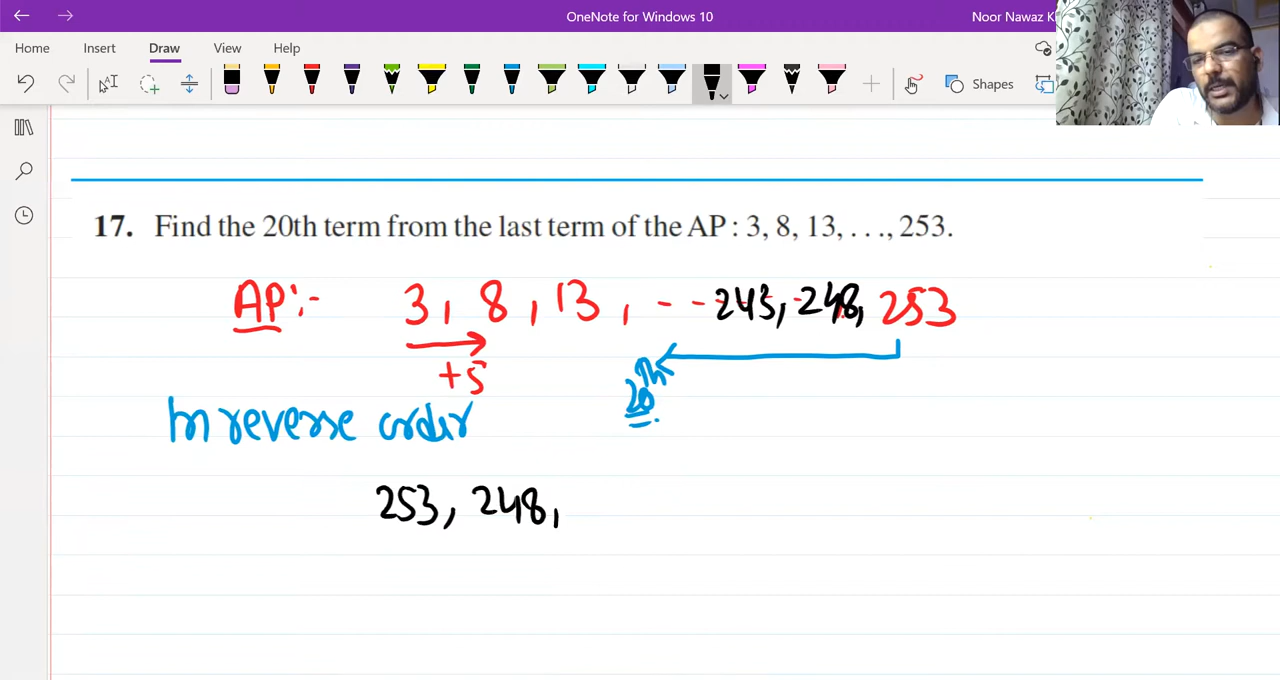 OneNote for Windows 10
Noor Nawaz K
Home Insert Draw View Help
Shapes
17. Find the 20th term from the last term of the AP : 3, 8, 13, . . ., 253.
AP:- 3, 8, 13, - - - - 243, 248, 253
+5
20th.
In reverse order
253, 248,